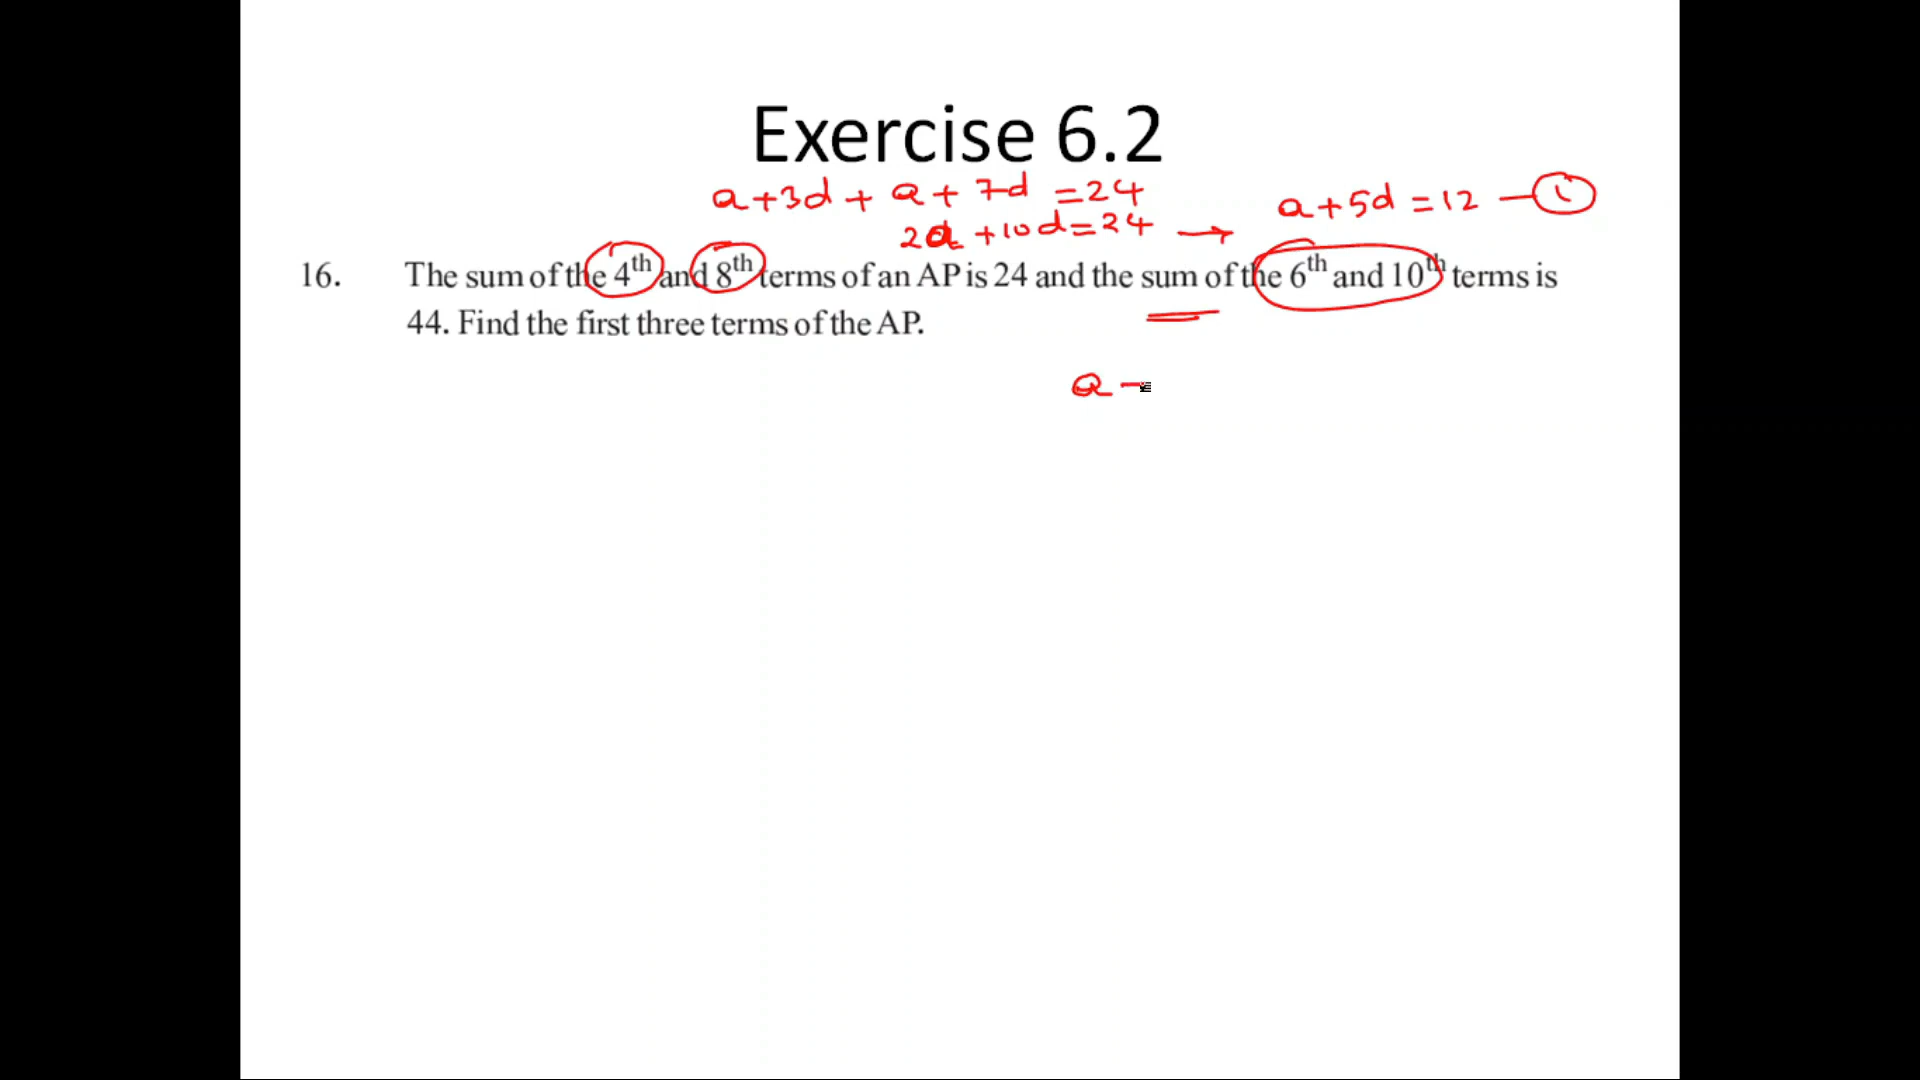 Exercise 6.2
a+3d + a + 7d = 24
2a +10d=24 → a+5d =12 — 1
16. The sum of the 4th and 8th terms of an AP is 24 and the sum of the 6th and 10th terms is
44. Find the first three terms of the AP.
a -